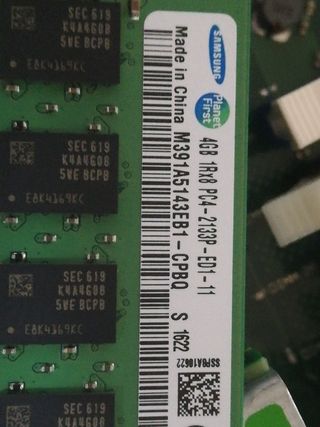 SEC 619
K4A4G08
5WE BCPB
E8K4369KC
SEC 619
K4A4G08
5WE BCPB
E8K4369KC
SEC 619
K4A4G08
5WE BCPB
E8K4369KC
SEC 619
K4A4G08
5WE BCPB
SAMSUNG
Planet
First
4GB 1Rx8 PC4-2133P-ED1-11
Made in China
M391A5143EB1-CPBQ S 1622